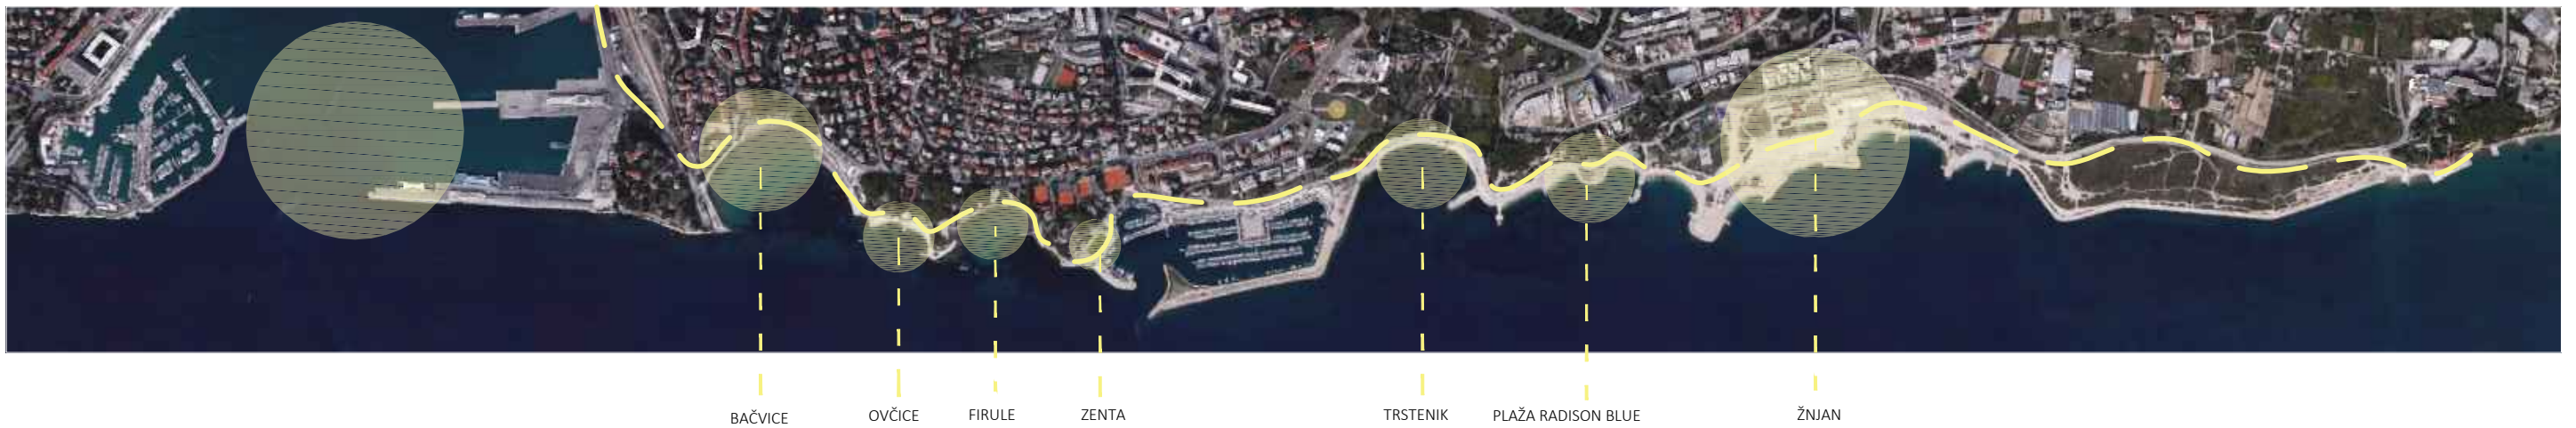 BAČVICE
OVČICE
FIRULE
ZENTA
TRSTENIK
PLAŽA RADISON BLUE
ŽNJAN